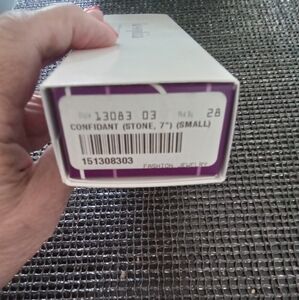 13083 03 28
CONFIDANT (STONE, 7") (SMALL)
151308303
FASHION JEWELRY